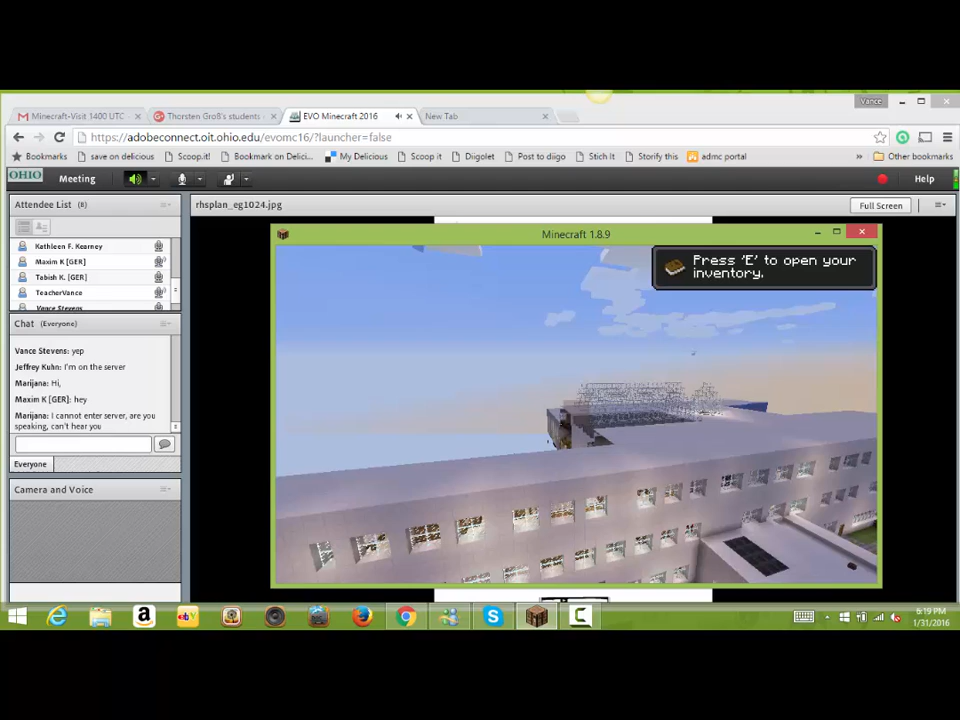 Vance
Minecraft-Visit 1400 UTC -
Thorsten Groß's students
EVO Minecraft 2016
New Tab
https://adobeconnect.oit.ohio.edu/evomc16/?launcher=false
Bookmarks
save on delicious
Scoop.it!
Bookmark on Delici...
My Delicious
Scoop it
Diigolet
Post to diigo
Stich It
Storify this
admc portal
»
Other bookmarks
OHIO
Meeting
Help
Attendee List (8)
rhsplan_eg1024.jpg
Full Screen
Kathleen F. Kearney
Maxim K [GER]
Tabish K. [GER]
TeacherVance
Vance Stevens
Minecraft 1.8.9
Press 'E' to open your
inventory.
Chat (Everyone)
Vance Stevens: yep
Jeffrey Kuhn: I'm on the server
Marijana: Hi,
Maxim K [GER]: hey
Marijana: I cannot enter server, are you
speaking, can't hear you
Everyone
Camera and Voice
6:19 PM
1/31/2016